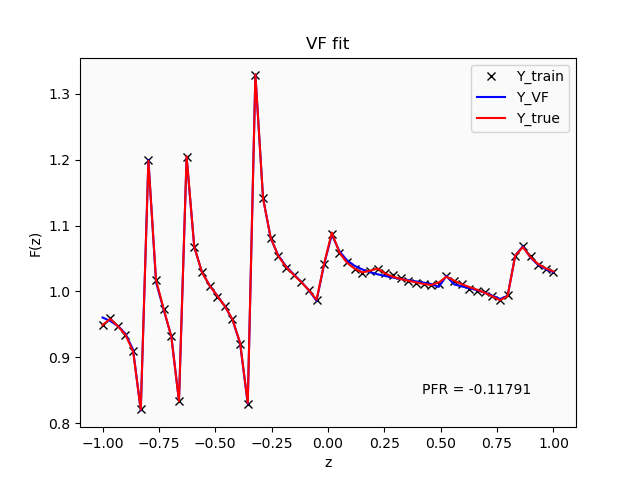 VF fit
Y_train
Y_VF
Y_true
F(z)
1.3
1.2
1.1
1.0
0.9
0.8
PFR = -0.11791
−1.00 −0.75 −0.50 −0.25 0.00 0.25 0.50 0.75 1.00
z